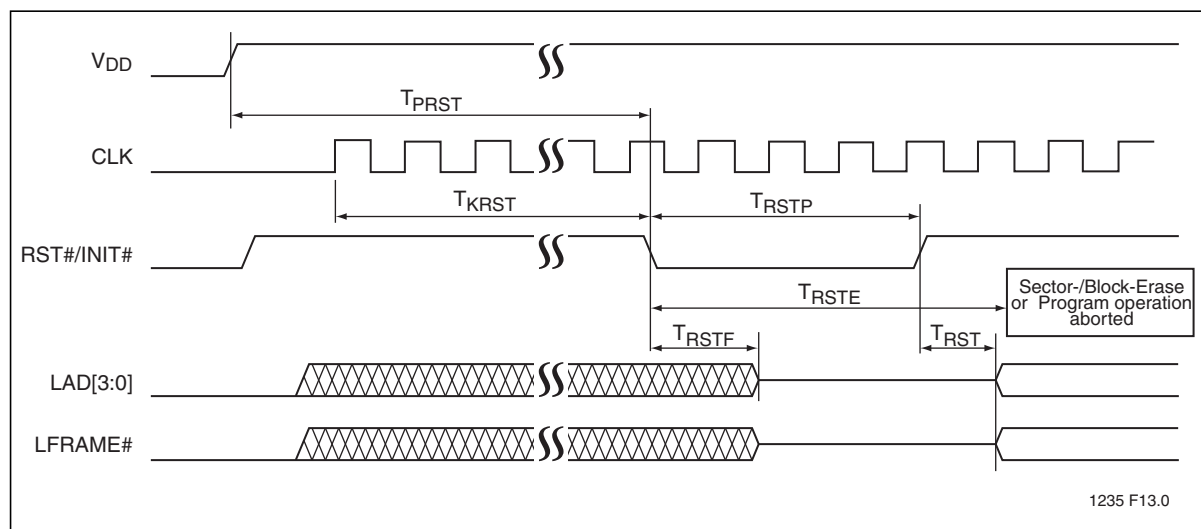 VDD
TPRST
CLK
TKRST
TRSTP
RST#/INIT#
TRSTE
Sector-/Block-Erase
or Program operation
aborted
TRSTF
TRST
LAD[3:0]
LFRAME#
1235 F13.0